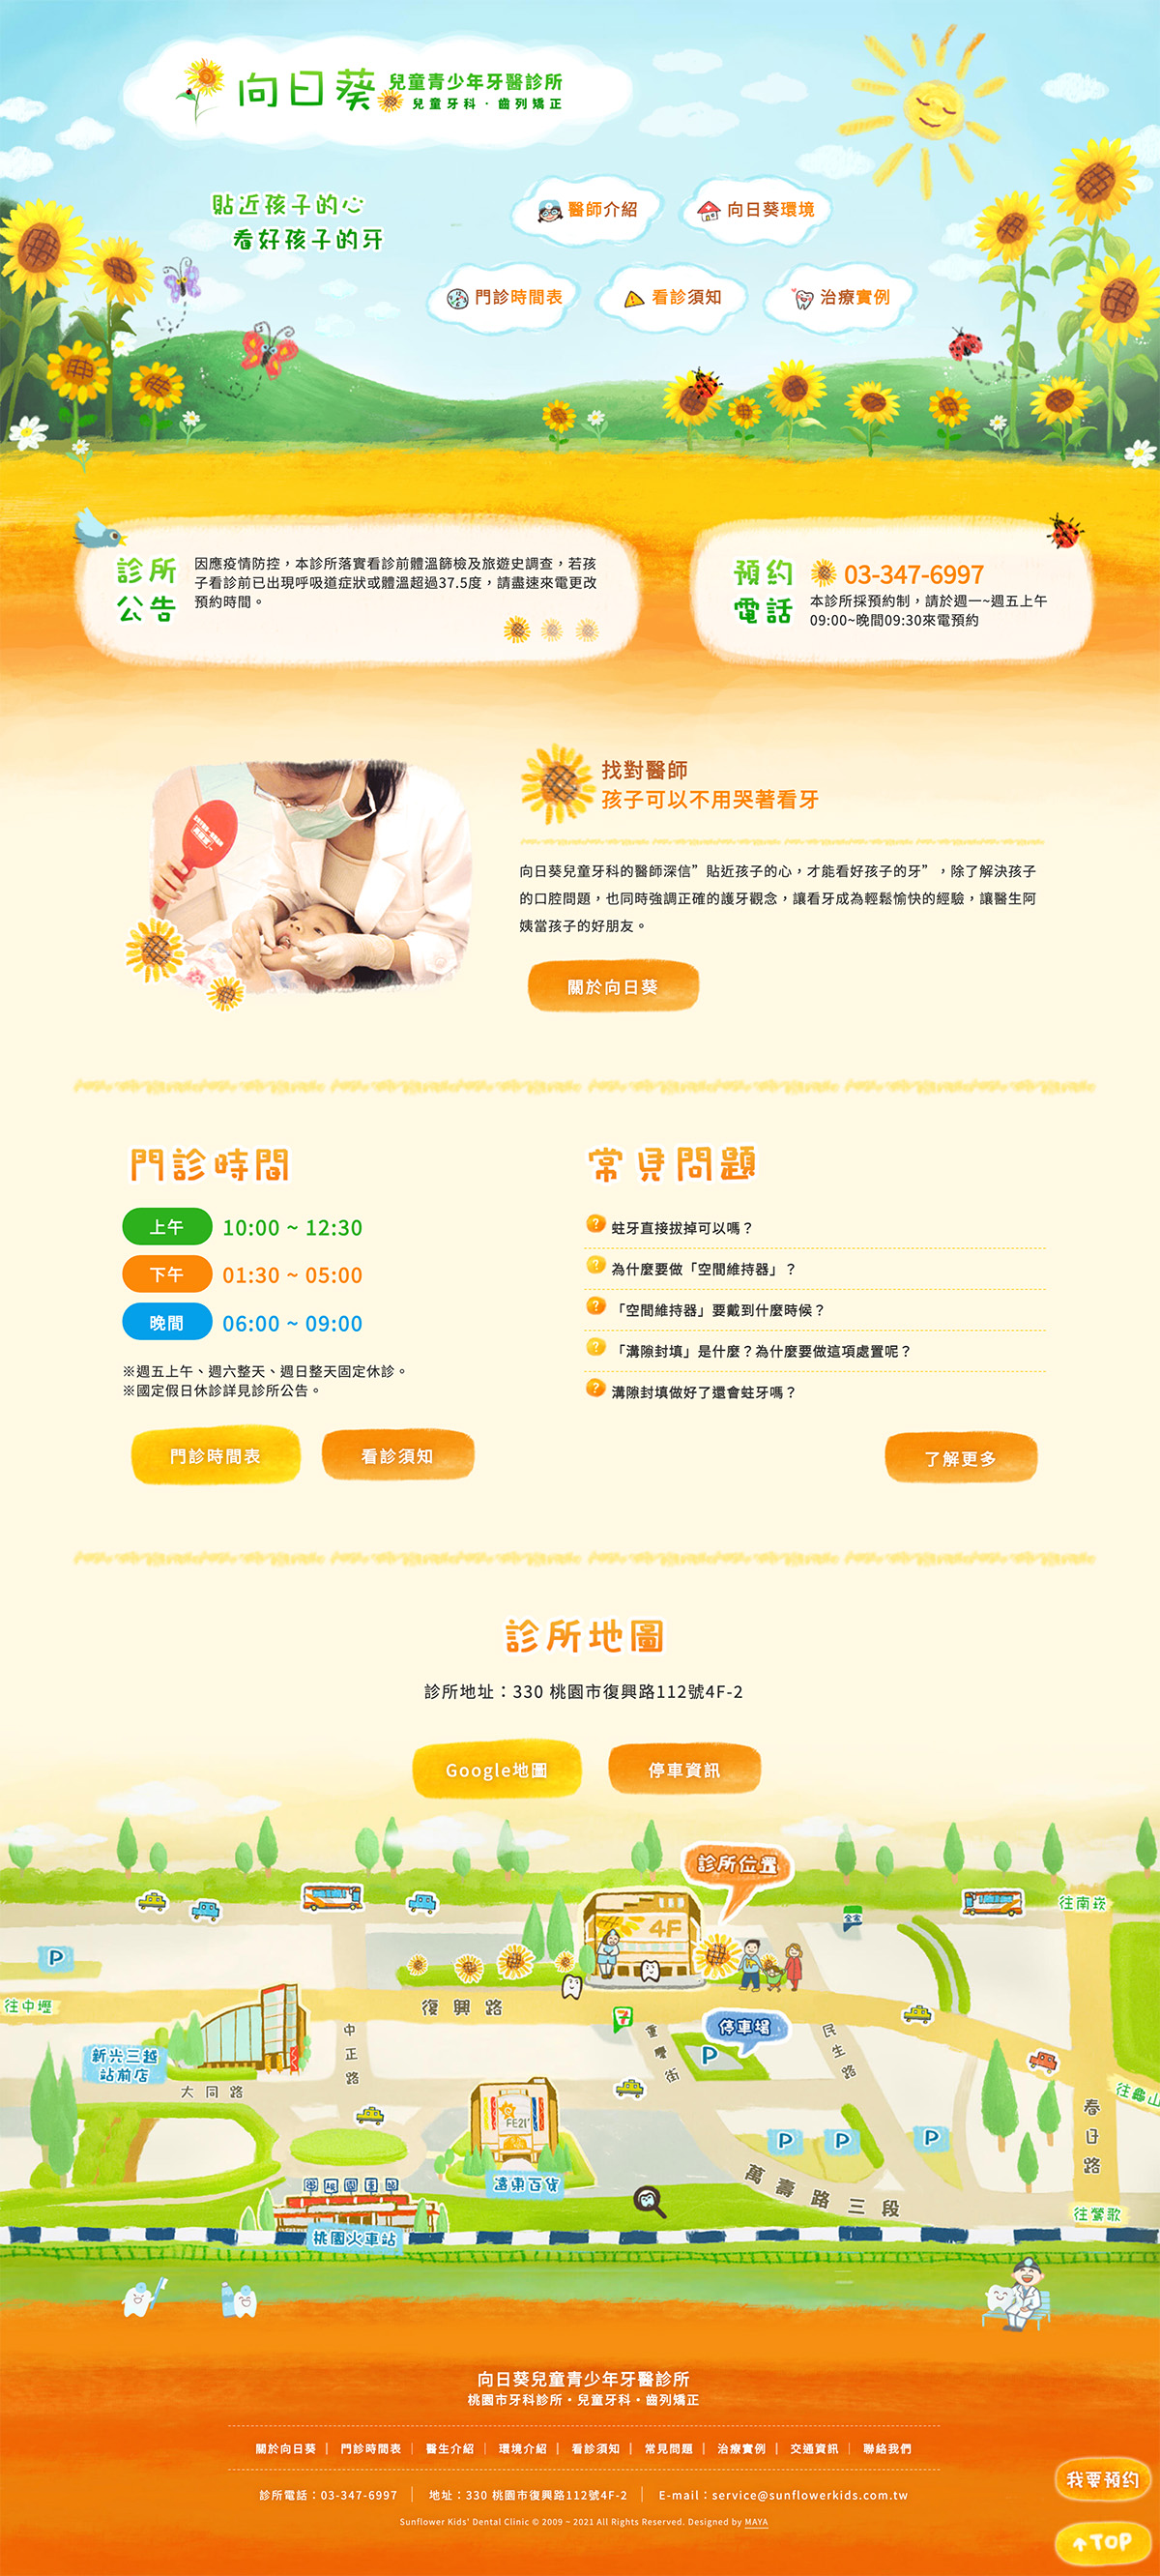 向日葵 兒童青少年牙醫診所
兒童牙科・齒列矯正
貼近孩子的心
看好孩子的牙
醫師介紹
向日葵環境
門診時間表
看診須知
治療實例
診所公告
因應疫情防控，本診所落實看診前體溫篩檢及旅遊史調查，若孩
子看診前已出現呼吸道症狀或體溫超過37.5度，請盡速來電更改
預約時間。
預約電話
03-347-6997
本診所採預約制，請於週一~週五上午
09:00~晚間09:30來電預約
找對醫師
孩子可以不用哭著看牙
向日葵兒童牙科的醫師深信”貼近孩子的心，才能看好孩子的牙”，除了解決孩子
的口腔問題，也同時強調正確的護牙觀念，讓看牙成為輕鬆愉快的經驗，讓醫生阿
姨當孩子的好朋友。
關於向日葵
門診時間
上午 10:00 ~ 12:30
下午 01:30 ~ 05:00
晚間 06:00 ~ 09:00
※週五上午、週六整天、週日整天固定休診。
※國定假日休診詳見診所公告。
門診時間表
看診須知
常見問題
? 蛀牙直接拔掉可以嗎？
? 為什麼要做「空間維持器」？
? 「空間維持器」要戴到什麼時候？
? 「溝隙封填」是什麼？為什麼要做這項處置呢？
? 溝隙封填做好了還會蛀牙嗎？
了解更多
診所地圖
診所地址：330 桃園市復興路112號4F-2
Google地圖
停車資訊
診所位置
往南崁
全家
4F
P
往中壢
復興路
7
停車場
P
中正路
重慶街
民生路
新光三越
站前店
大同路
往龜山
春日路
FE21'
P
P
P
遠東百貨
萬壽路三段
往鶯歌
桃園火車站
向日葵兒童青少年牙醫診所
桃園市牙科診所・兒童牙科・齒列矯正
關於向日葵 | 門診時間表 | 醫生介紹 | 環境介紹 | 看診須知 | 常見問題 | 治療實例 | 交通資訊 | 聯絡我們
診所電話：03-347-6997 | 地址：330 桃園市復興路112號4F-2 | E-mail：service@sunflowerkids.com.tw
Sunflower Kids' Dental Clinic © 2009 ~ 2021 All Rights Reserved. Designed by MAYA
我要預約
TOP